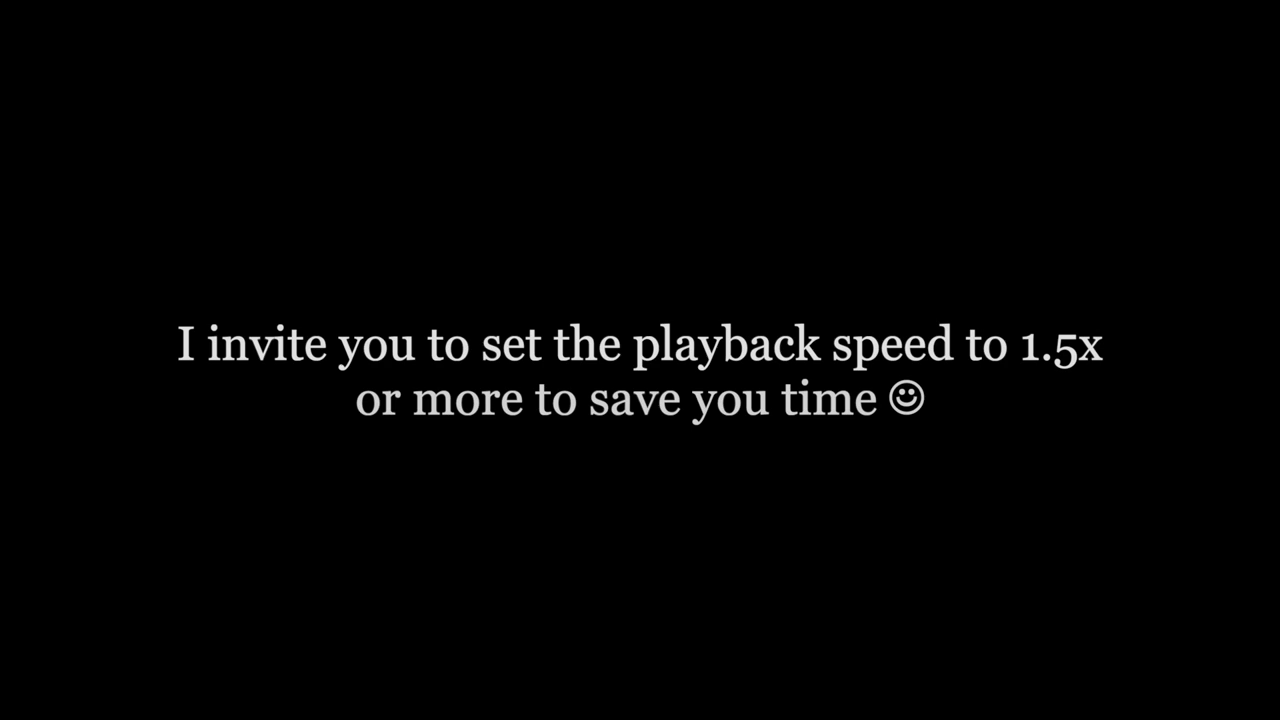 I invite you to set the playback speed to 1.5x
or more to save you time ☺